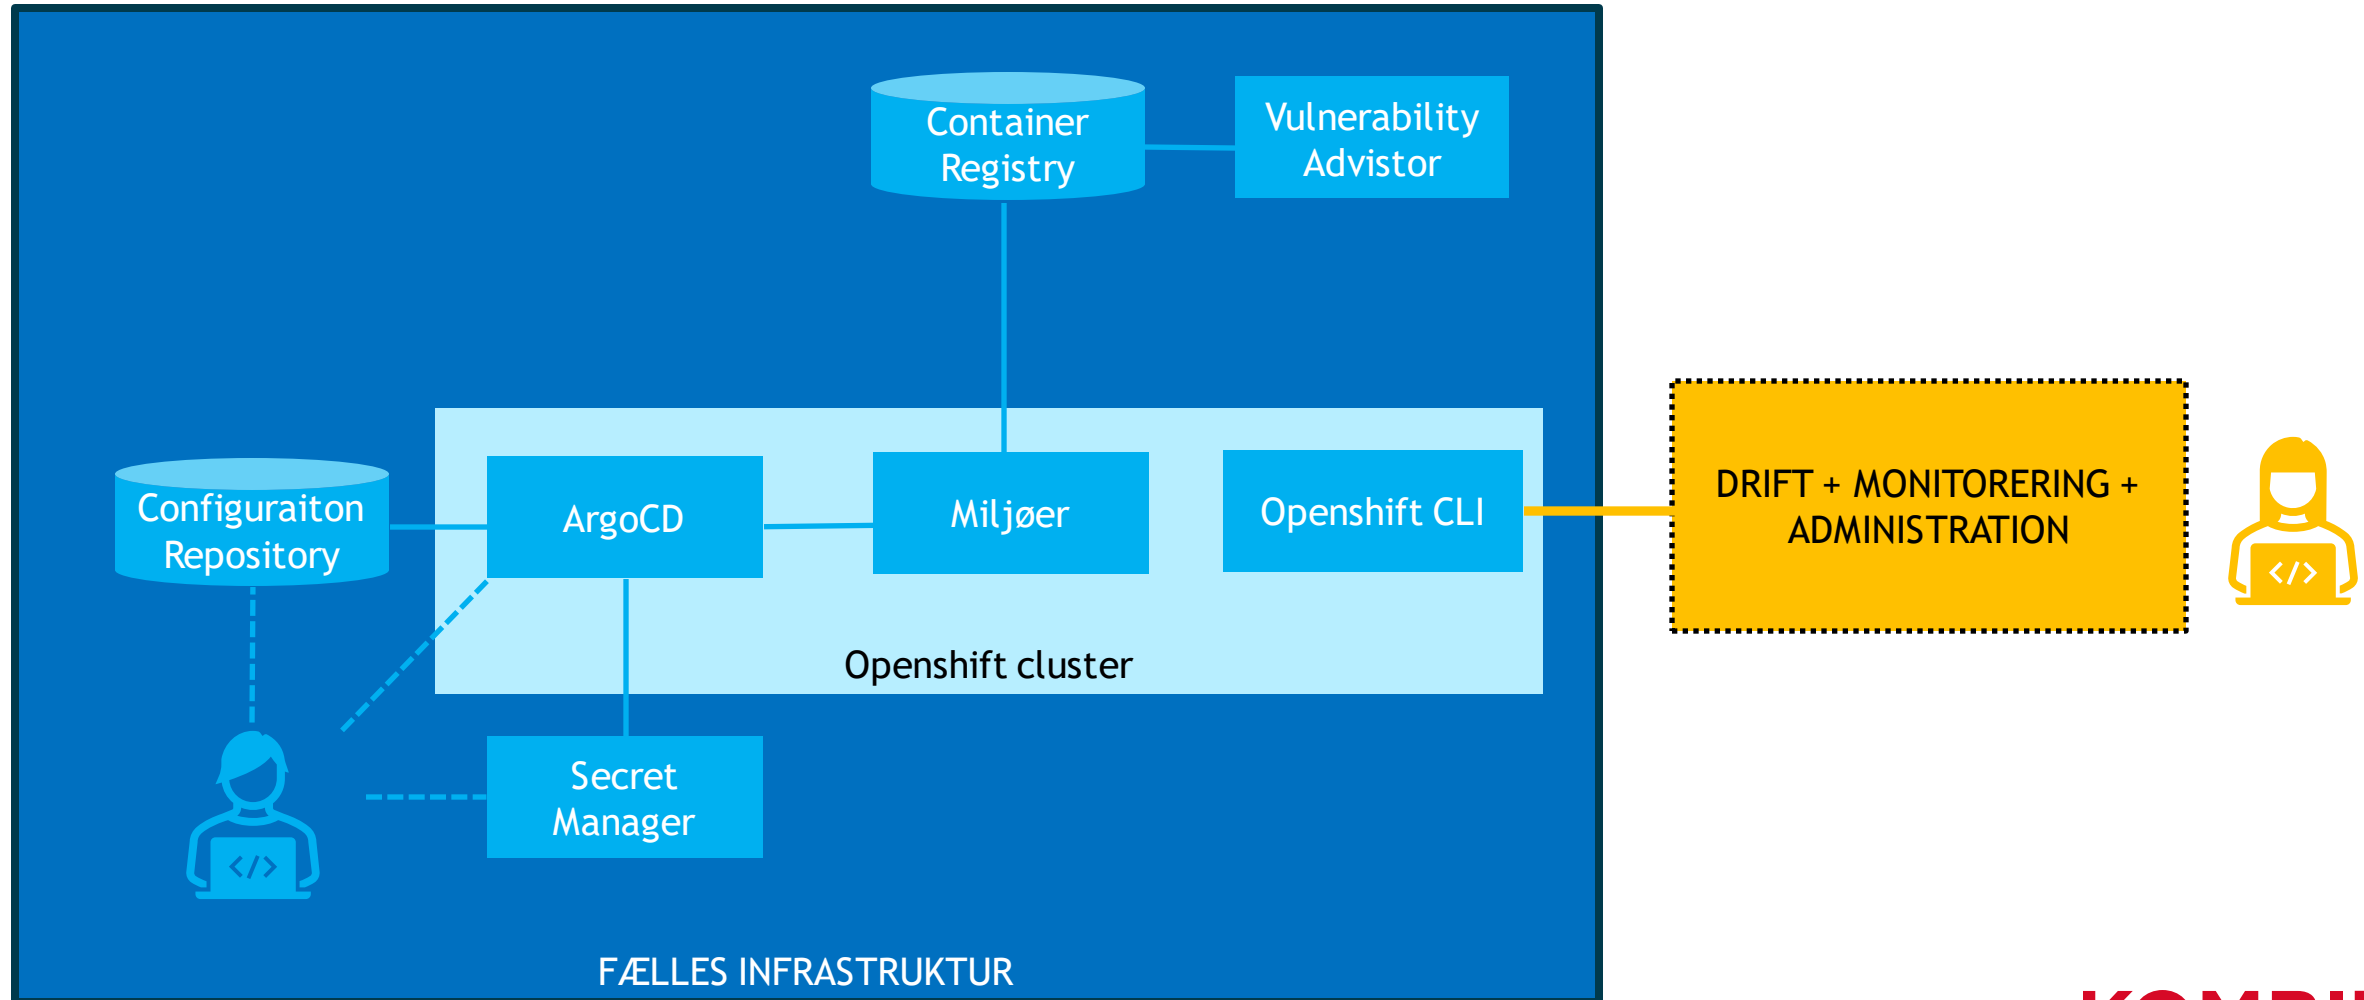 Container
Registry
Vulnerability
Advistor
Configuraiton
Repository
ArgoCD
Miljøer
Openshift CLI
DRIFT + MONITORERING +
ADMINISTRATION
</>
Openshift cluster
Secret
Manager
</>
FÆLLES INFRASTRUKTUR